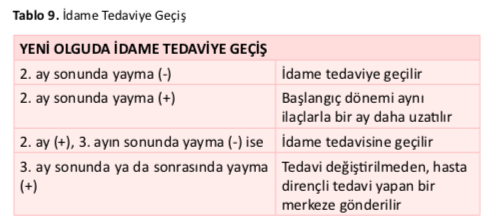 Tablo 9. İdame Tedaviye Geçiş
YENİ OLGUDA İDAME TEDAVİYE GEÇİŞ
2. ay sonunda yayma (-) İdame tedaviye geçilir
2. ay sonunda yayma (+) Başlangıç dönemi aynı
ilaçlarla bir ay daha uzatılır
2. ay (+), 3. ayın sonunda yayma (-) ise İdame tedavisine geçilir
3. ay sonunda ya da sonrasında yayma Tedavi değiştirilmeden, hasta
(+) dirençli tedavi yapan bir
merkeze gönderilir